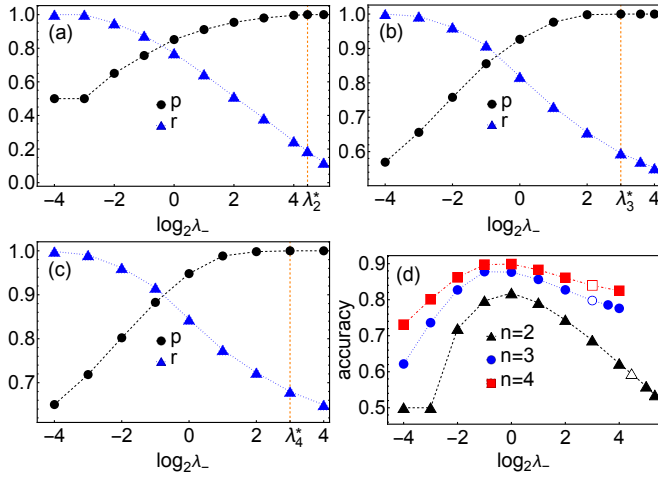 (a)
1.0
0.8
0.6
0.4
0.2
0.0
p
r
−4 −2 0 2 4 λ₂*
log₂λ₋
(b)
1.0
0.9
0.8
0.7
0.6
p
r
−4 −2 0 2 λ₃* 4
log₂λ₋
(c)
1.0
0.9
0.8
0.7
p
r
−4 −2 0 2 λ₄* 4
log₂λ₋
(d)
accuracy
0.9
0.8
0.7
0.6
0.5
n=2
n=3
n=4
−4 −2 0 2 4
log₂λ₋